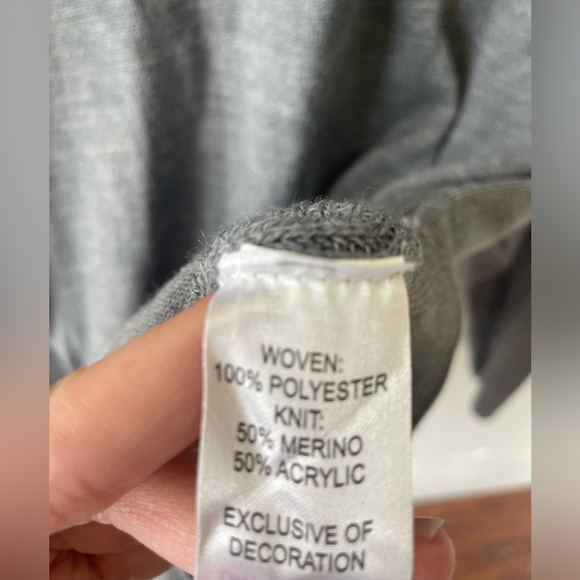 WOVEN:
100% POLYESTER
KNIT:
50% MERINO
50% ACRYLIC
EXCLUSIVE OF
DECORATION